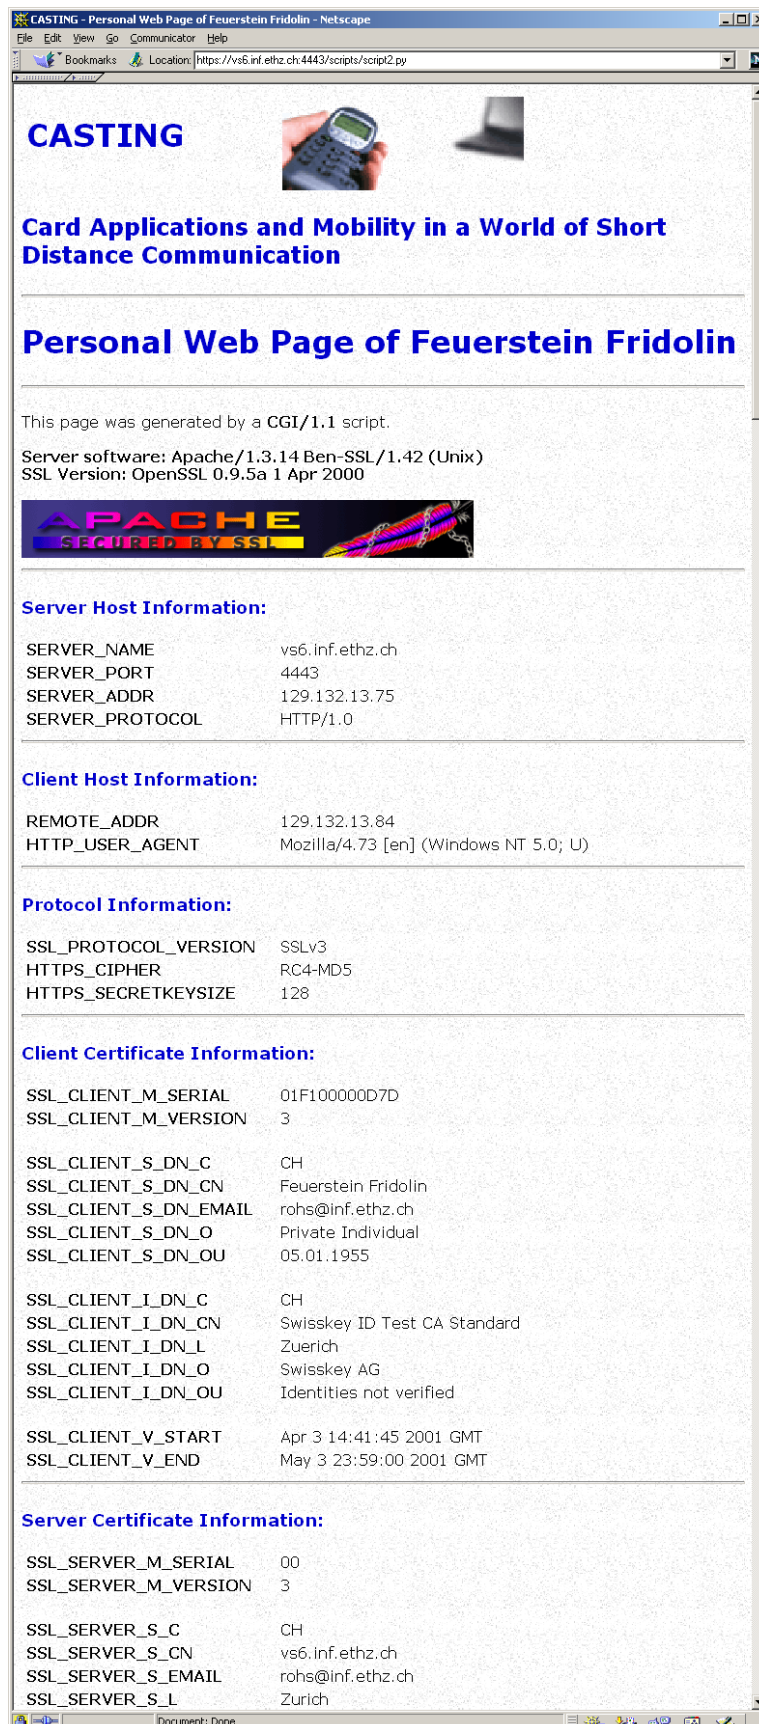 CASTING - Personal Web Page of Feuerstein Fridolin - Netscape
File Edit View Go Communicator Help
Bookmarks Location: https://vs6.inf.ethz.ch:4443/scripts/script2.py
CASTING
Card Applications and Mobility in a World of Short
Distance Communication
Personal Web Page of Feuerstein Fridolin
This page was generated by a CGI/1.1 script.
Server software: Apache/1.3.14 Ben-SSL/1.42 (Unix)
SSL Version: OpenSSL 0.9.5a 1 Apr 2000
APACHE
SECURED BY SSL
Server Host Information:
SERVER_NAME vs6.inf.ethz.ch
SERVER_PORT 4443
SERVER_ADDR 129.132.13.75
SERVER_PROTOCOL HTTP/1.0
Client Host Information:
REMOTE_ADDR 129.132.13.84
HTTP_USER_AGENT Mozilla/4.73 [en] (Windows NT 5.0; U)
Protocol Information:
SSL_PROTOCOL_VERSION SSLv3
HTTPS_CIPHER RC4-MD5
HTTPS_SECRETKEYSIZE 128
Client Certificate Information:
SSL_CLIENT_M_SERIAL 01F100000D7D
SSL_CLIENT_M_VERSION 3
SSL_CLIENT_S_DN_C CH
SSL_CLIENT_S_DN_CN Feuerstein Fridolin
SSL_CLIENT_S_DN_EMAIL rohs@inf.ethz.ch
SSL_CLIENT_S_DN_O Private Individual
SSL_CLIENT_S_DN_OU 05.01.1955
SSL_CLIENT_I_DN_C CH
SSL_CLIENT_I_DN_CN Swisskey ID Test CA Standard
SSL_CLIENT_I_DN_L Zuerich
SSL_CLIENT_I_DN_O Swisskey AG
SSL_CLIENT_I_DN_OU Identities not verified
SSL_CLIENT_V_START Apr 3 14:41:45 2001 GMT
SSL_CLIENT_V_END May 3 23:59:00 2001 GMT
Server Certificate Information:
SSL_SERVER_M_SERIAL 00
SSL_SERVER_M_VERSION 3
SSL_SERVER_S_C CH
SSL_SERVER_S_CN vs6.inf.ethz.ch
SSL_SERVER_S_EMAIL rohs@inf.ethz.ch
SSL_SERVER_S_L Zurich
Document: Done